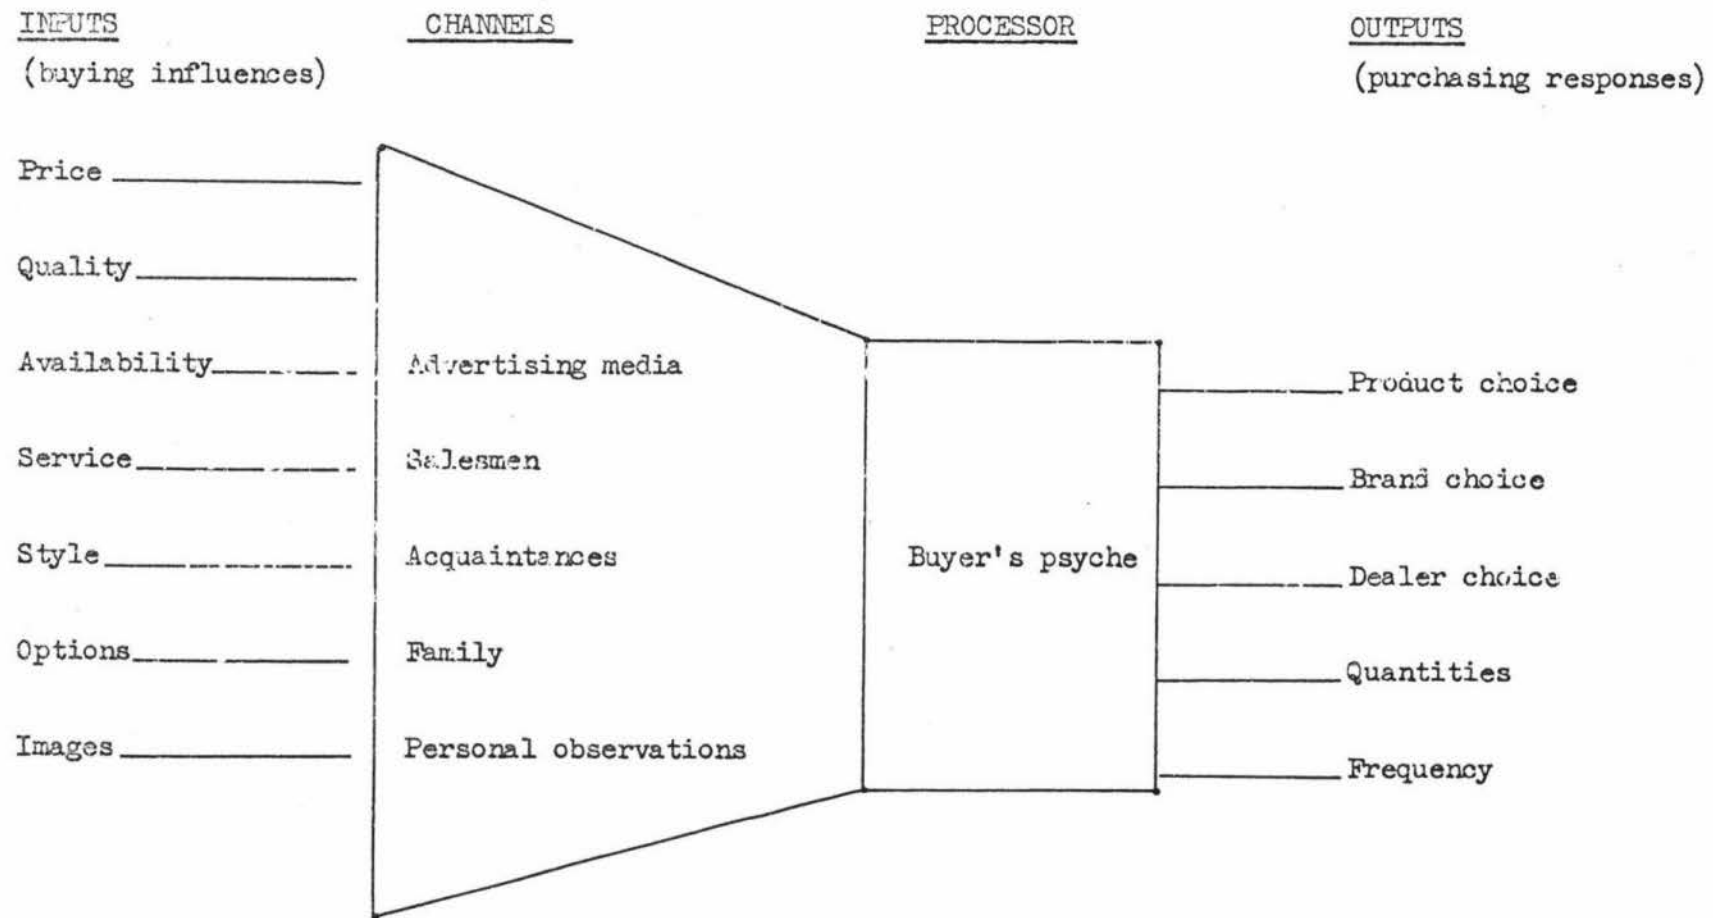 INPUTS CHANNELS PROCESSOR OUTPUTS
(buying influences) (purchasing responses)
Price
Quality
Availability Advertising media Product choice
Service Salesmen Brand choice
Style Acquaintances Buyer's psyche Dealer choice
Options Family Quantities
Images Personal observations Frequency